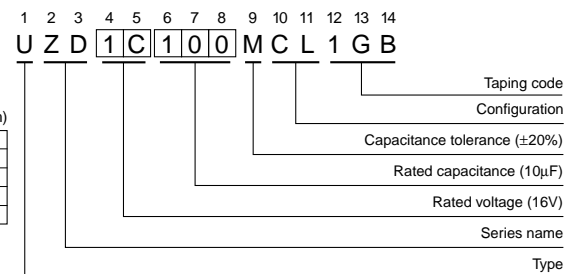 1 2 3 4 5 6 7 8 9 10 11 12 13 14
U Z D 1 C 1 0 0 M C L 1 G B
Taping code
)
Configuration
Capacitance tolerance (±20%)
Rated capacitance (10µF)
Rated voltage (16V)
Series name
Type